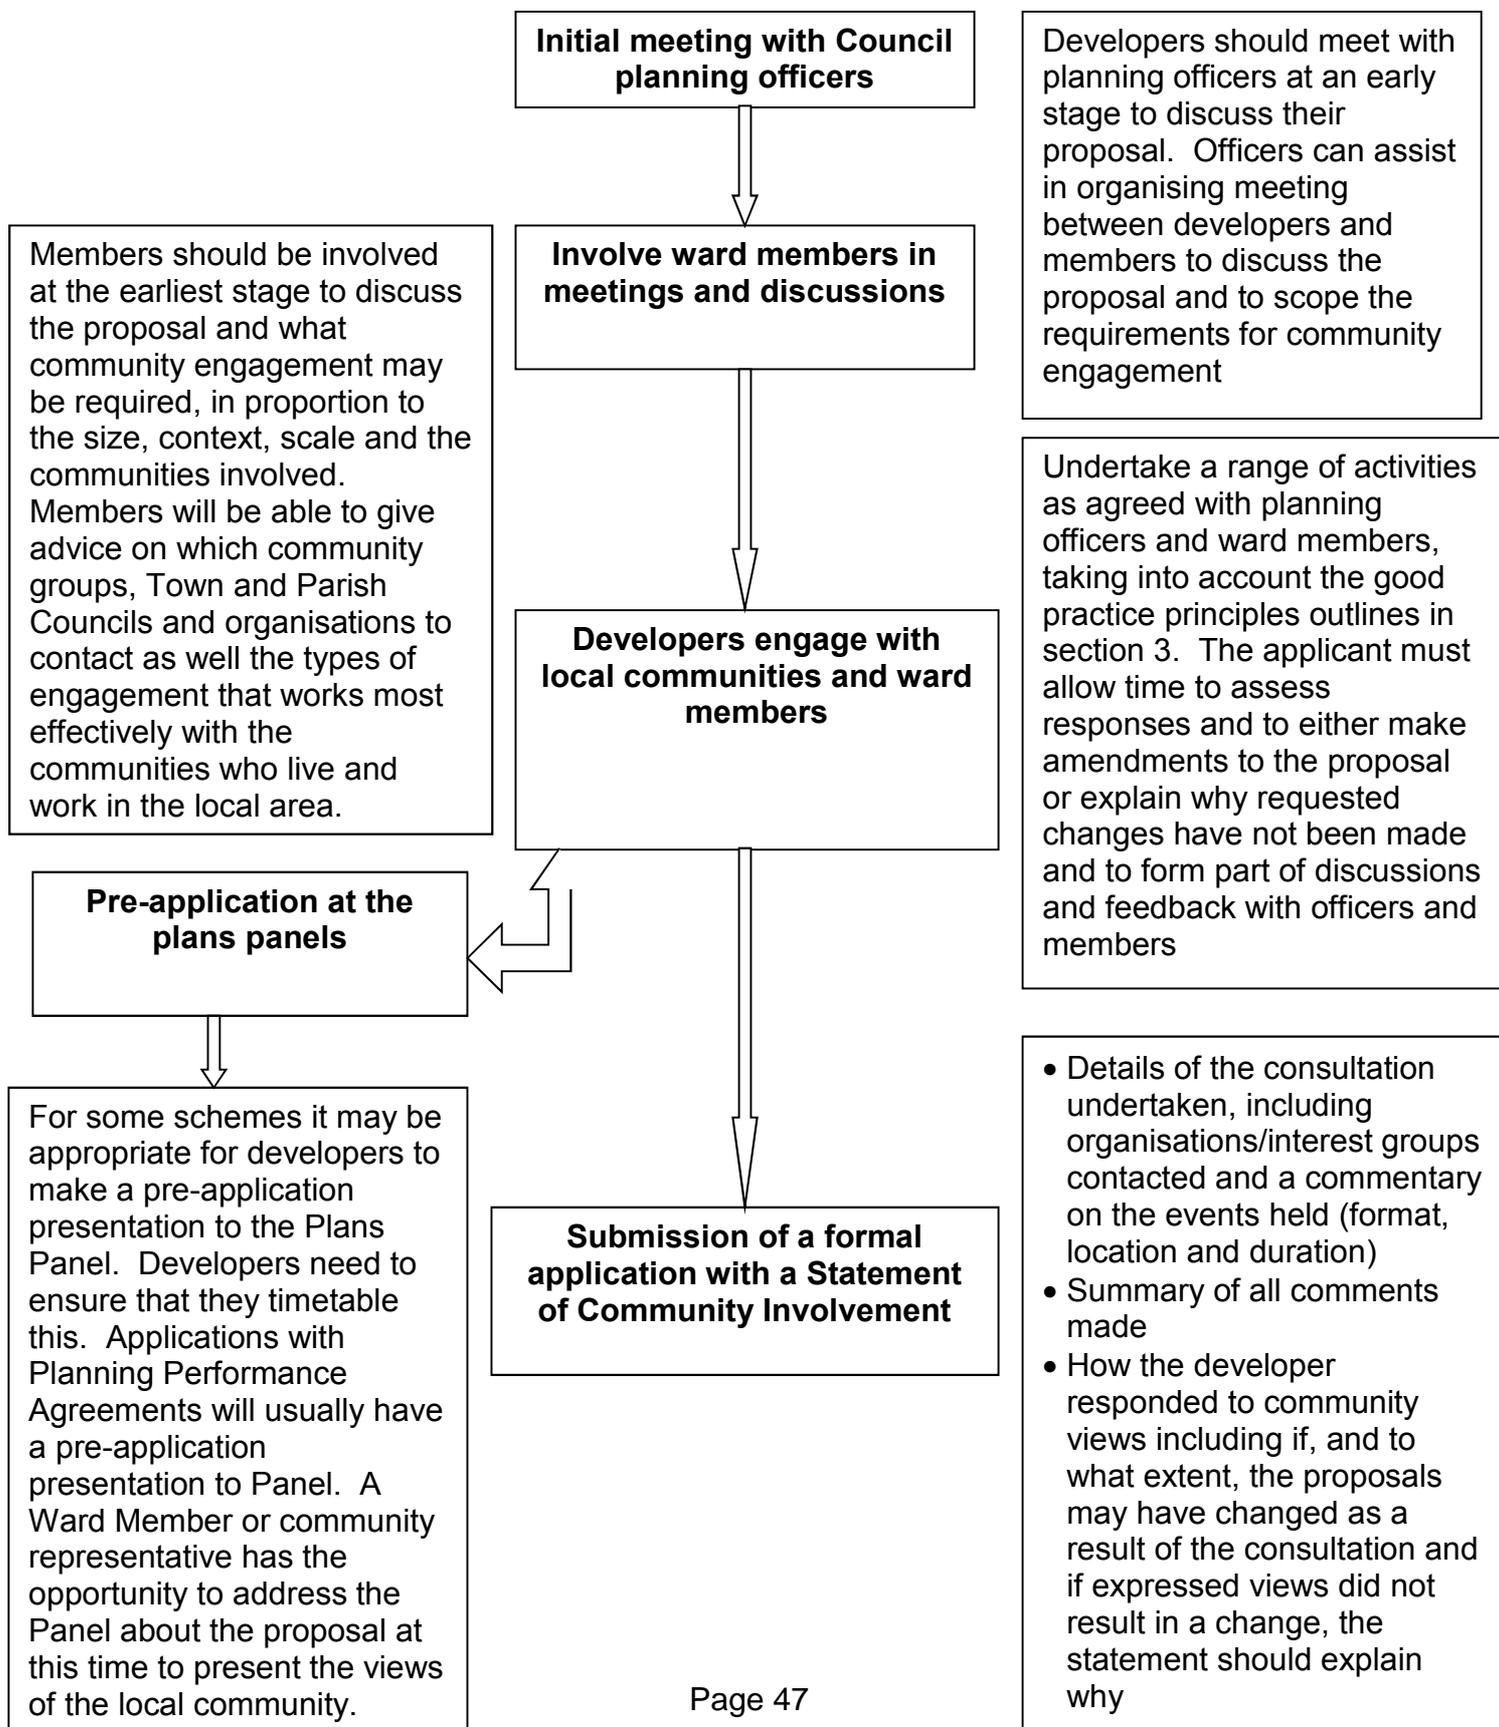 Initial meeting with Council
planning officers
Developers should meet with
planning officers at an early
stage to discuss their
proposal.  Officers can assist
in organising meeting
between developers and
members to discuss the
proposal and to scope the
requirements for community
engagement
Members should be involved
at the earliest stage to discuss
the proposal and what
community engagement may
be required, in proportion to
the size, context, scale and the
communities involved.
Members will be able to give
advice on which community
groups, Town and Parish
Councils and organisations to
contact as well the types of
engagement that works most
effectively with the
communities who live and
work in the local area.
Involve ward members in
meetings and discussions
Undertake a range of activities
as agreed with planning
officers and ward members,
taking into account the good
practice principles outlines in
section 3.  The applicant must
allow time to assess
responses and to either make
amendments to the proposal
or explain why requested
changes have not been made
and to form part of discussions
and feedback with officers and
members
Developers engage with
local communities and ward
members
Pre-application at the
plans panels
For some schemes it may be
appropriate for developers to
make a pre-application
presentation to the Plans
Panel.  Developers need to
ensure that they timetable
this.  Applications with
Planning Performance
Agreements will usually have
a pre-application
presentation to Panel.  A
Ward Member or community
representative has the
opportunity to address the
Panel about the proposal at
this time to present the views
of the local community.
Submission of a formal
application with a Statement
of Community Involvement
• Details of the consultation
undertaken, including
organisations/interest groups
contacted and a commentary
on the events held (format,
location and duration)
• Summary of all comments
made
• How the developer
responded to community
views including if, and to
what extent, the proposals
may have changed as a
result of the consultation and
if expressed views did not
result in a change, the
statement should explain
why
Page 47